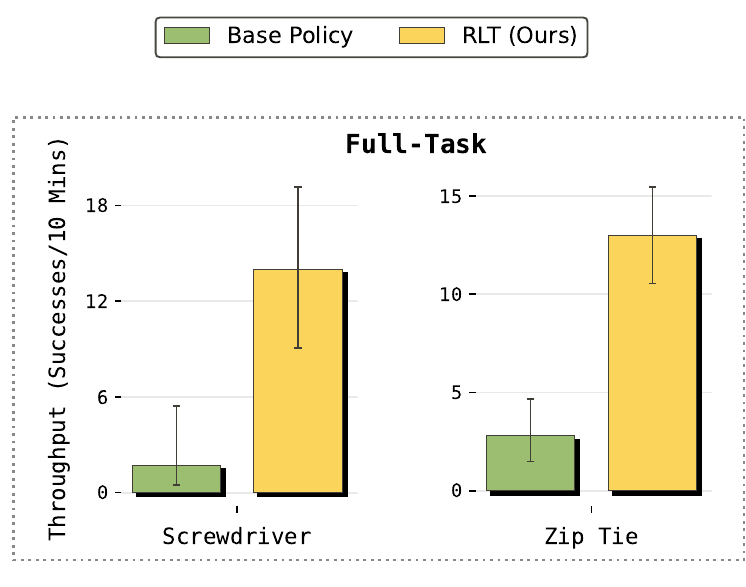 Base Policy RLT (Ours)
Full-Task
Throughput (Successes/10 Mins)
18
12
6
0
Screwdriver
15
10
5
0
Zip Tie